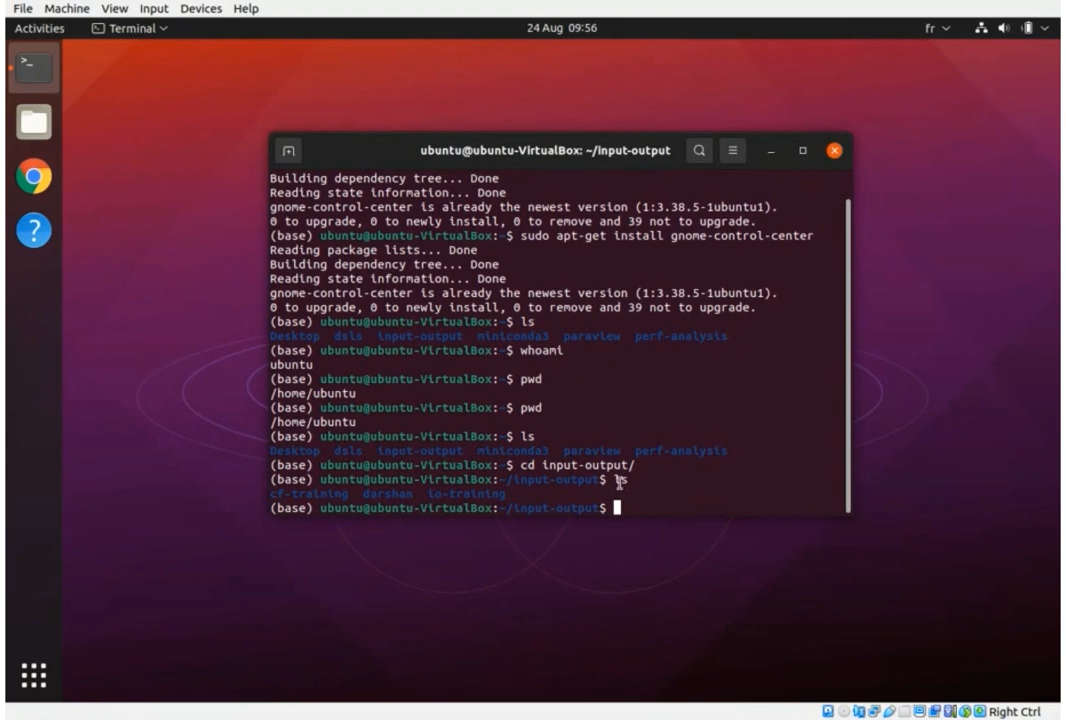 File Machine View Input Devices Help
Activities Terminal 24 Aug 09:56 fr
ubuntu@ubuntu-VirtualBox: ~/input-output
Building dependency tree... Done
Reading state information... Done
gnome-control-center is already the newest version (1:3.38.5-1ubuntu1).
0 to upgrade, 0 to newly install, 0 to remove and 39 not to upgrade.
(base) ubuntu@ubuntu-VirtualBox:~$ sudo apt-get install gnome-control-center
Reading package lists... Done
Building dependency tree... Done
Reading state information... Done
gnome-control-center is already the newest version (1:3.38.5-1ubuntu1).
0 to upgrade, 0 to newly install, 0 to remove and 39 not to upgrade.
(base) ubuntu@ubuntu-VirtualBox:~$ ls
Desktop dsls input-output miniconda3 paraview perf-analysis
(base) ubuntu@ubuntu-VirtualBox:~$ whoami
ubuntu
(base) ubuntu@ubuntu-VirtualBox:~$ pwd
/home/ubuntu
(base) ubuntu@ubuntu-VirtualBox:~$ pwd
/home/ubuntu
(base) ubuntu@ubuntu-VirtualBox:~$ ls
Desktop dsls input-output miniconda3 paraview perf-analysis
(base) ubuntu@ubuntu-VirtualBox:~$ cd input-output/
(base) ubuntu@ubuntu-VirtualBox:~/input-output$ ls
cf-training darshan io-training
(base) ubuntu@ubuntu-VirtualBox:~/input-output$
Right Ctrl